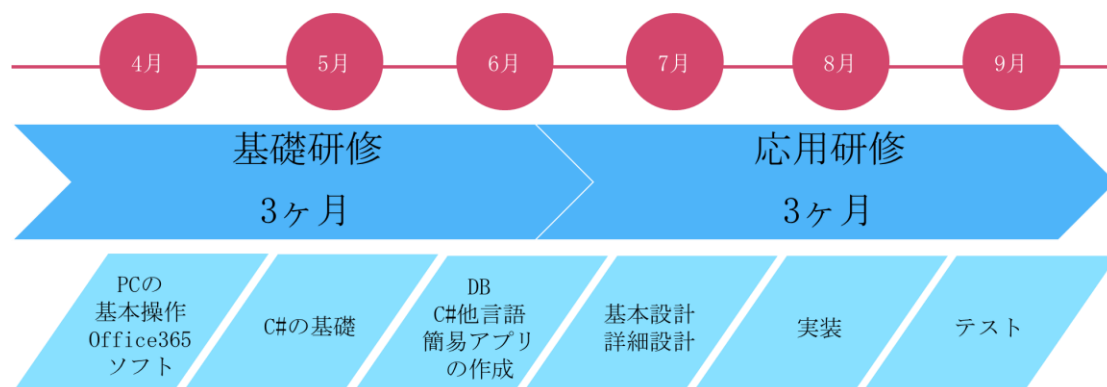 4月
5月
6月
7月
8月
9月
基礎研修
3ヶ月
応用研修
3ヶ月
PCの
基本操作
Office365
ソフト
C#の基礎
DB
C#他言語
簡易アプリ
の作成
基本設計
詳細設計
実装
テスト